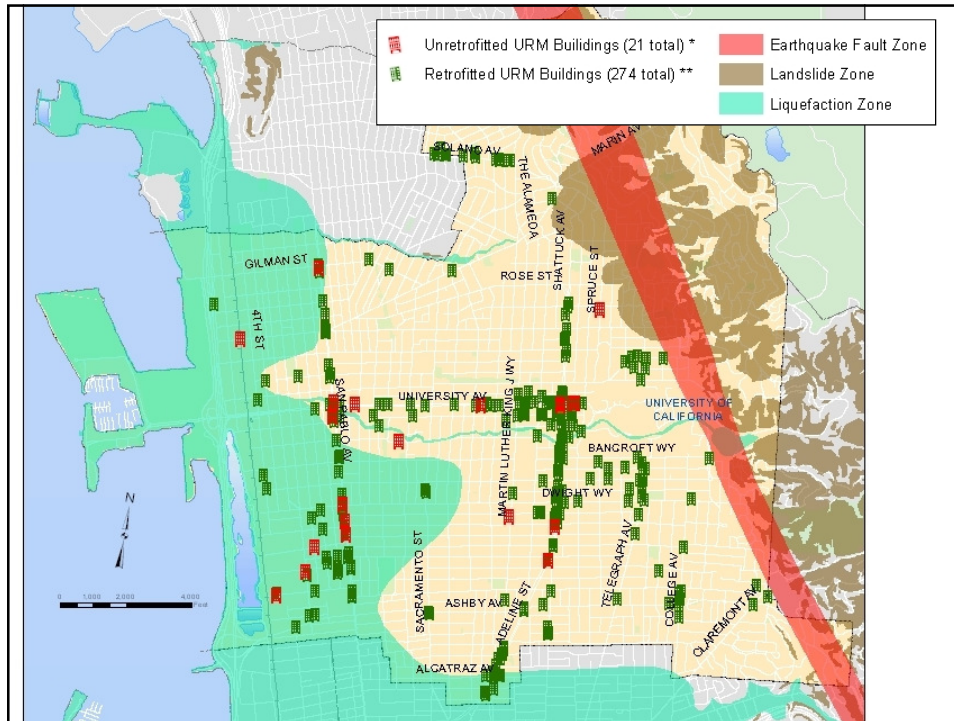 Unretrofitted URM Builidings (21 total) *
Retrofitted URM Buildings (274 total) **
Earthquake Fault Zone
Landslide Zone
Liquefaction Zone
MARIN AV
SOLANO AV
THE ALAMEDA
SHATTUCK AV
SPRUCE ST
GILMAN ST
ROSE ST
4TH ST
SAN PABLO AV
UNIVERSITY AV
MARTIN LUTHER KING J WY
UNIVERSITY OF
CALIFORNIA
BANCROFT WY
DWIGHT WY
N
SACRAMENTO ST
TELEGRAPH AV
COLLEGE AV
ASHBY AV
ADELINE ST
CLAREMONT AV
ALCATRAZ AV
0 1,000 2,000 4,000
Feet